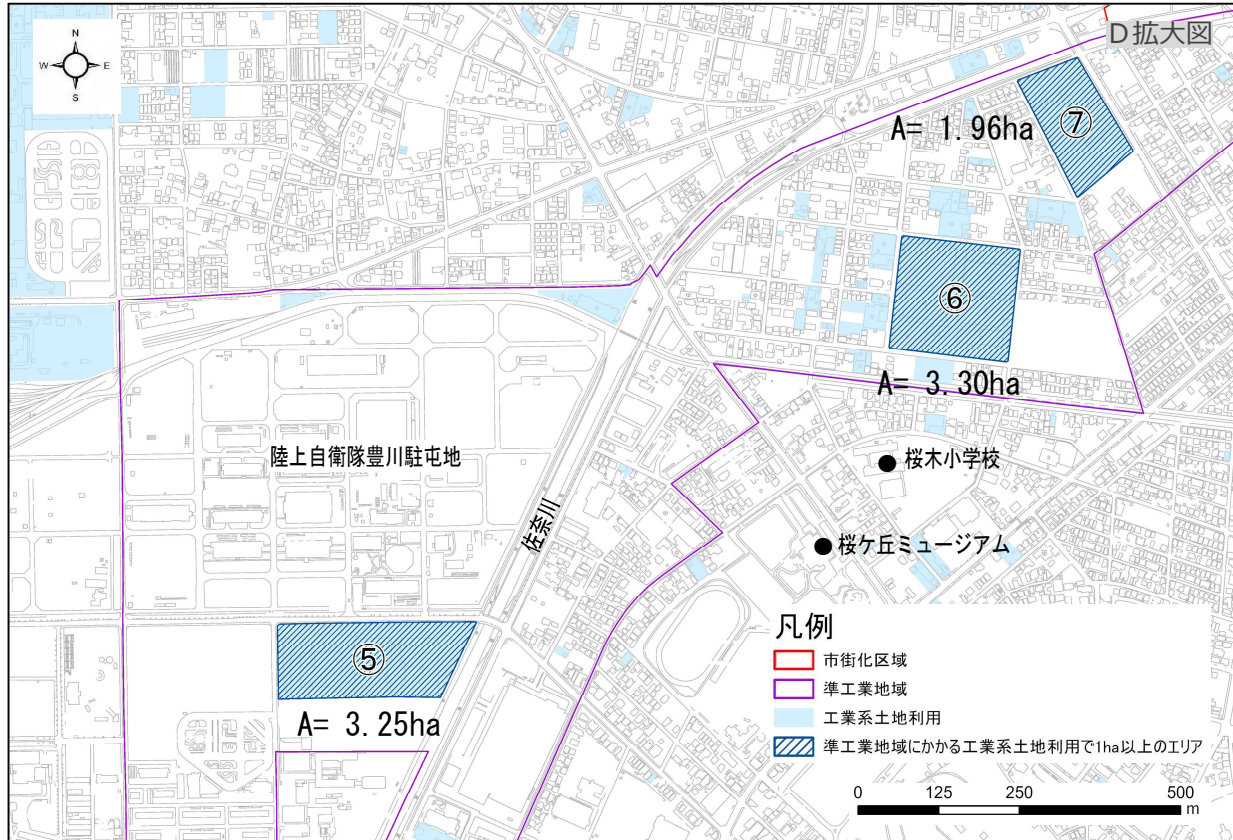 D拡大図
N
W E
S
⑦
A= 1.96ha
⑥
A= 3.30ha
陸上自衛隊豊川駐屯地
桜木小学校
佐奈川
桜ケ丘ミュージアム
⑤
A= 3.25ha
凡例
市街化区域
準工業地域
工業系土地利用
準工業地域にかかる工業系土地利用で1ha以上のエリア
0 125 250 500
m